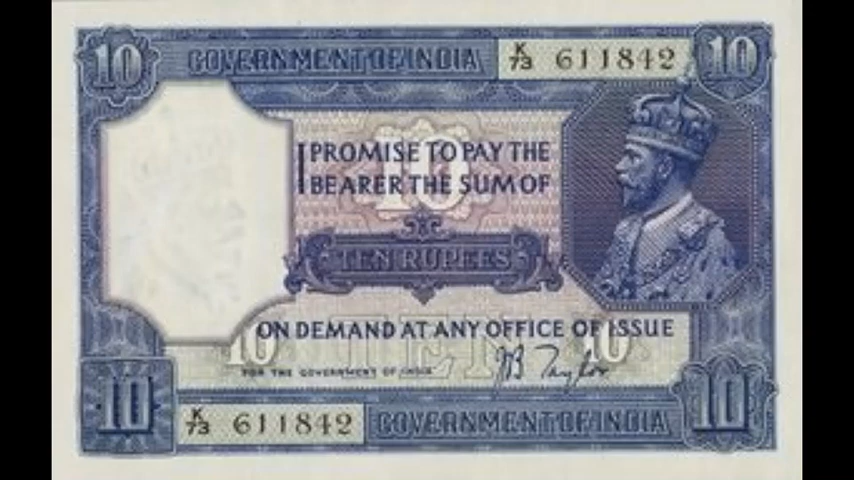 10 GOVERNMENT OF INDIA K/73 611842 10
I PROMISE TO PAY THE
BEARER THE SUM OF
10
TEN RUPEES
ON DEMAND AT ANY OFFICE OF ISSUE
10 TEN 10
FOR THE GOVERNMENT OF INDIA JB Taylor
10 K/73 611842 GOVERNMENT OF INDIA 10